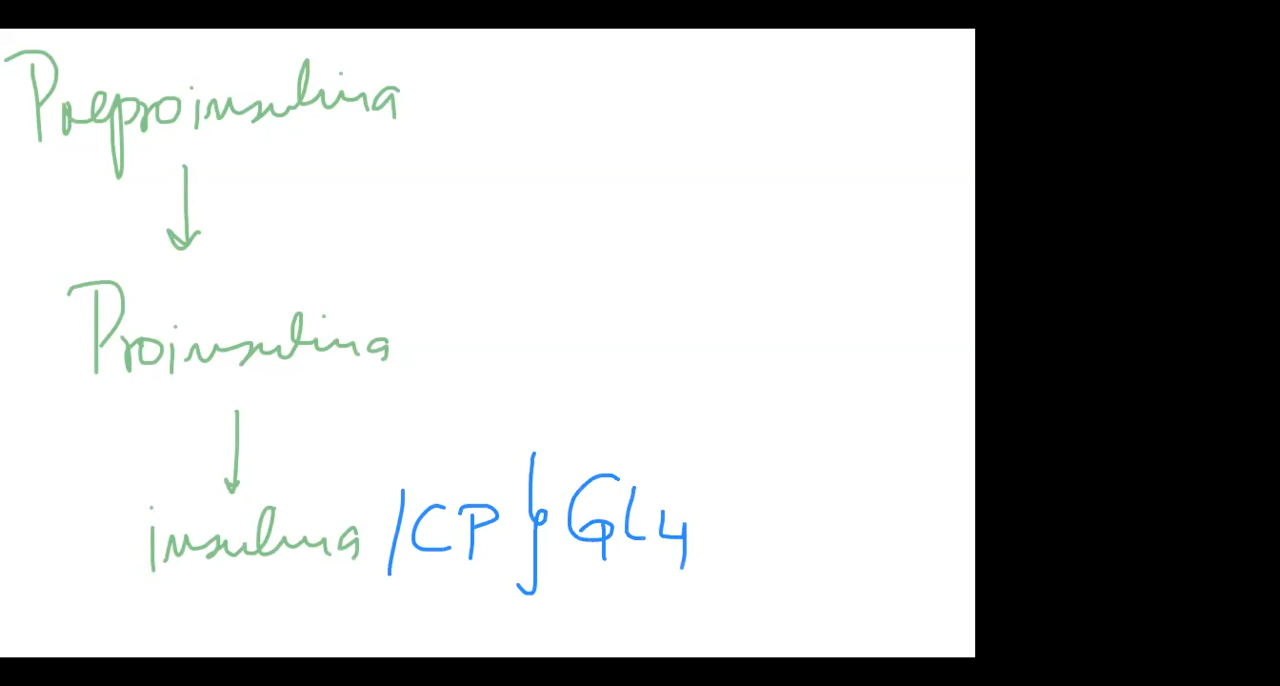 Preproinsulina
↓
Proinsulina
↓
insulina /CP } GL4